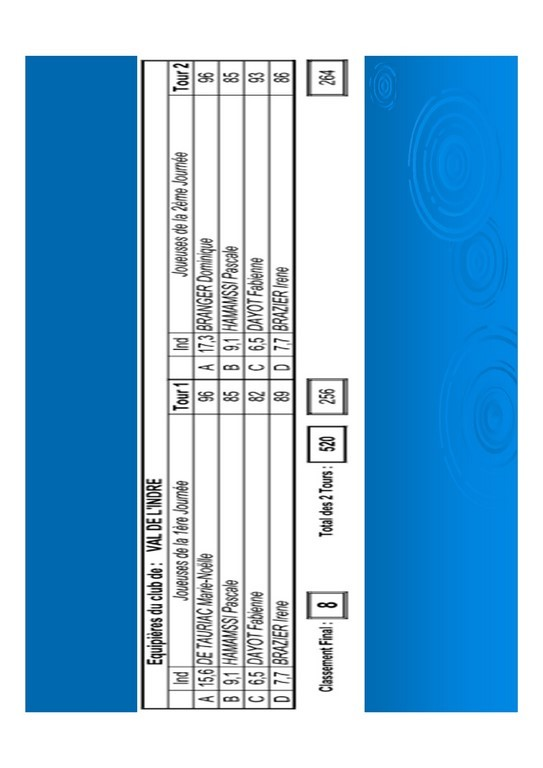 Equipières du club de : VAL DE L'INDRE
Ind Joueuses de la 1ère Journée Tour 1 Ind Joueuses de la 2ème Journée Tour 2
A 15,6 DE TAURIAC Marie-Noëlle 96 A 17,3 BRANGER Dominique 96
B 9,1 HAMAMSSI Pascale 85 B 9,1 HAMAMSSI Pascale 85
C 6,5 DAYOT Fabienne 82 C 6,5 DAYOT Fabienne 93
D 7,7 BRAZIER Irene 89 D 7,7 BRAZIER Irene 86
Classement Final : 8 Total des 2 Tours : 520 256 264